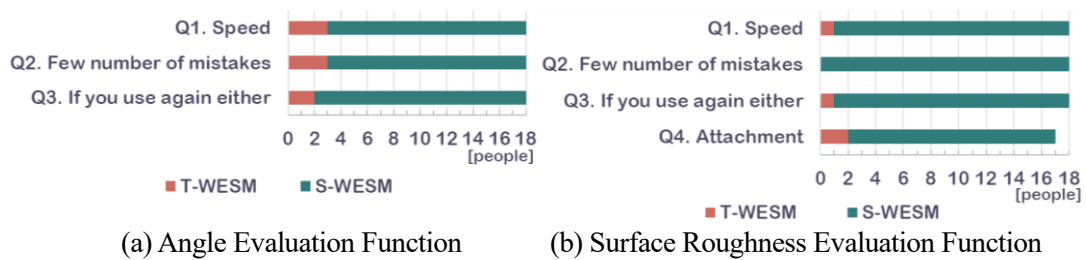 Q1. Speed
Q2. Few number of mistakes
Q3. If you use again either
0 2 4 6 8 10 12 14 16 18
[people]
T-WESM S-WESM
(a) Angle Evaluation Function
Q1. Speed
Q2. Few number of mistakes
Q3. If you use again either
Q4. Attachment
0 2 4 6 8 10 12 14 16 18
[people]
T-WESM S-WESM
(b) Surface Roughness Evaluation Function